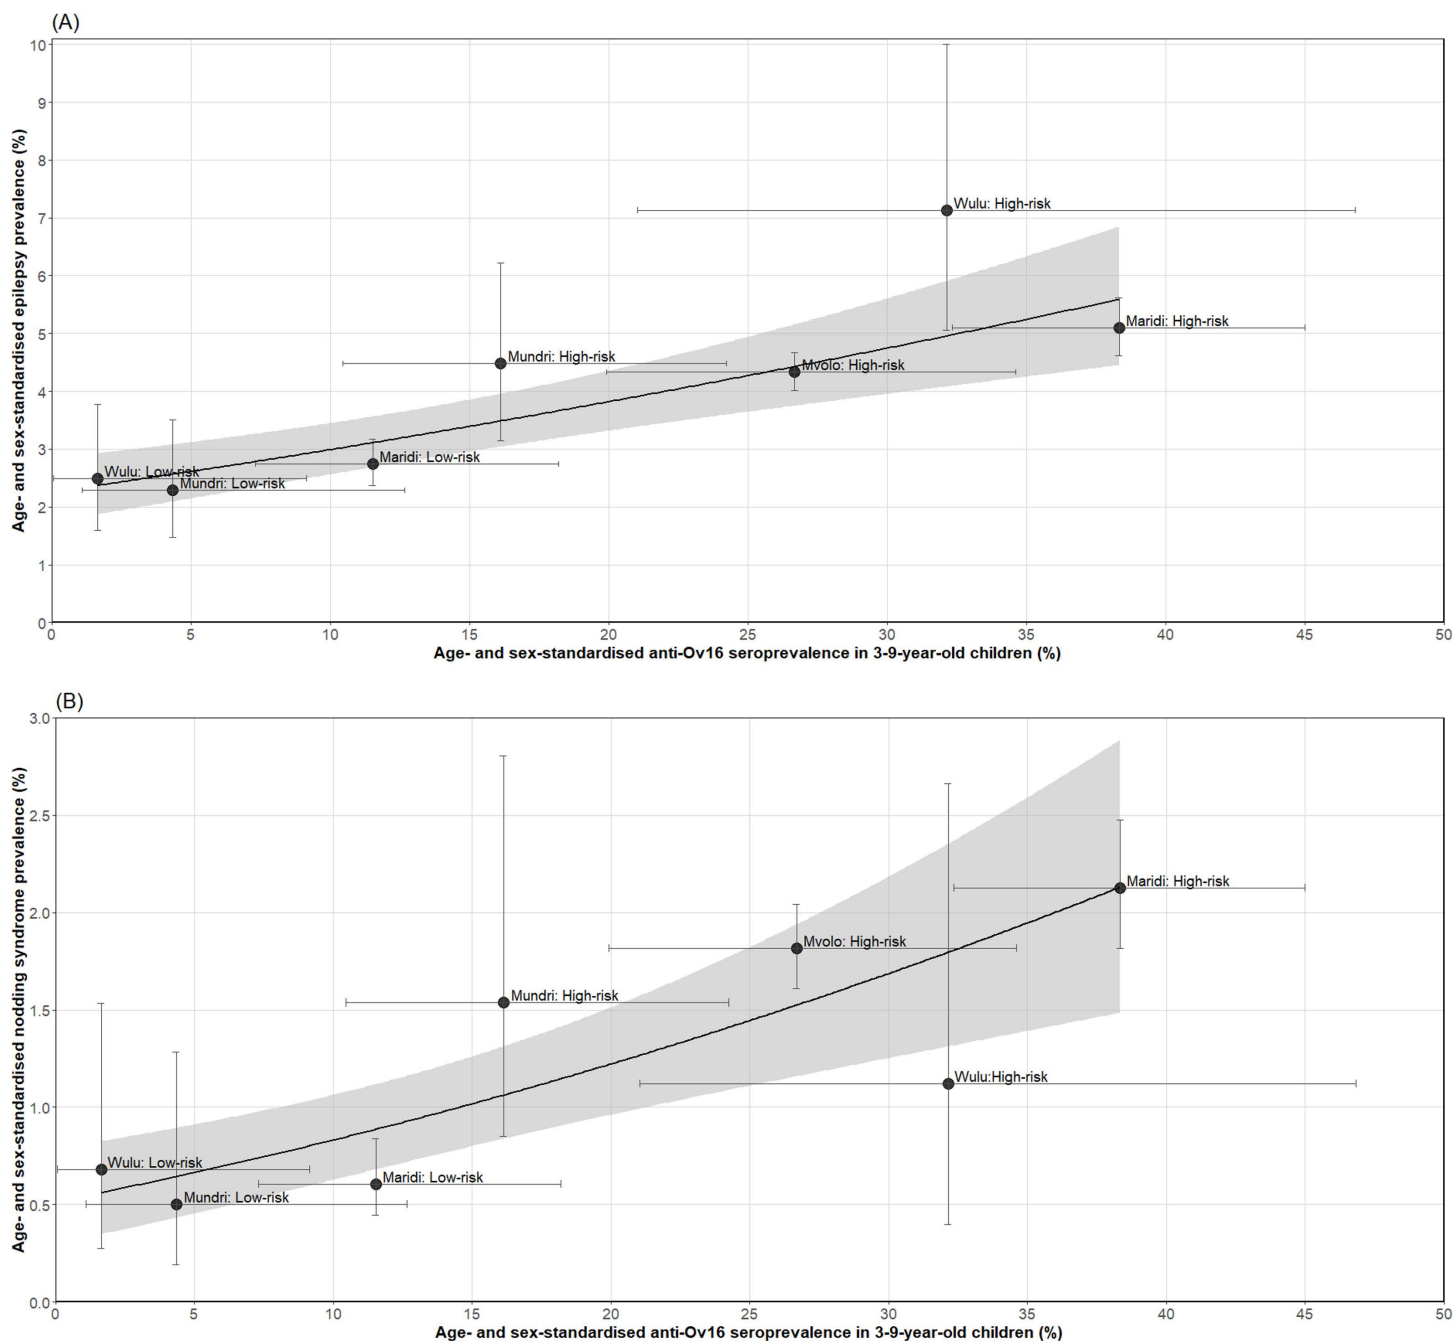 (A)
Age- and sex-standardised epilepsy prevalence (%)
10
9
8
7
6
5
4
3
2
1
0
Wulu: High-risk
Maridi: High-risk
Mundri: High-risk
Mvolo: High-risk
Maridi: Low-risk
Wulu: Low-risk
Mundri: Low-risk
0 5 10 15 20 25 30 35 40 45 50
Age- and sex-standardised anti-Ov16 seroprevalence in 3-9-year-old children (%)
(B)
Age- and sex-standardised nodding syndrome prevalence (%)
3.0
2.5
2.0
1.5
1.0
0.5
0.0
Maridi: High-risk
Mvolo: High-risk
Mundri: High-risk
Wulu:High-risk
Wulu: Low-risk
Maridi: Low-risk
Mundri: Low-risk
0 5 10 15 20 25 30 35 40 45 50
Age- and sex-standardised anti-Ov16 seroprevalence in 3-9-year-old children (%)